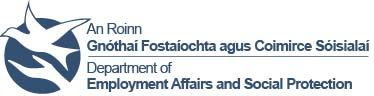 An Roinn
Gnóthaí Fostaíochta agus Coimirce Sóisialaí
Department of
Employment Affairs and Social Protection